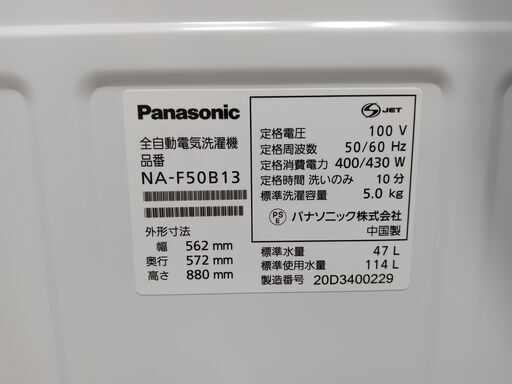 Panasonic
全自動電気洗濯機
品番
NA-F50B13
外形寸法
幅 562 mm
奥行 572 mm
高さ 880 mm
S JET
定格電圧 100 V
定格周波数 50/60 Hz
定格消費電力 400/430 W
定格時間 洗いのみ 10分
標準洗濯容量 5.0 kg
PS E パナソニック株式会社
中国製
標準水量 47 L
標準使用水量 114 L
製造番号 20D3400229